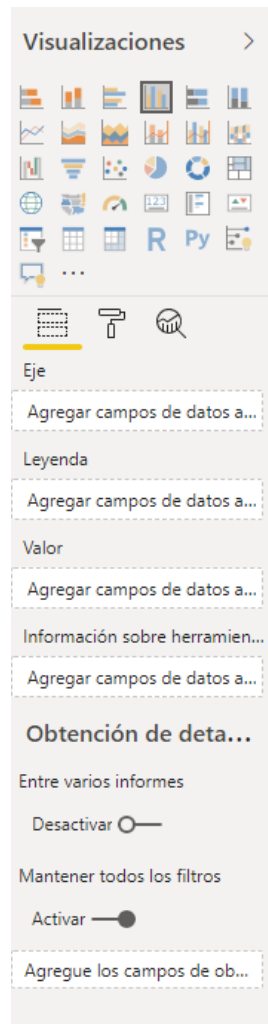 Visualizaciones
123
R Py
...
Eje
Agregar campos de datos a...
Leyenda
Agregar campos de datos a...
Valor
Agregar campos de datos a...
Información sobre herramien...
Agregar campos de datos a...
Obtención de deta...
Entre varios informes
Desactivar
Mantener todos los filtros
Activar
Agregue los campos de ob...